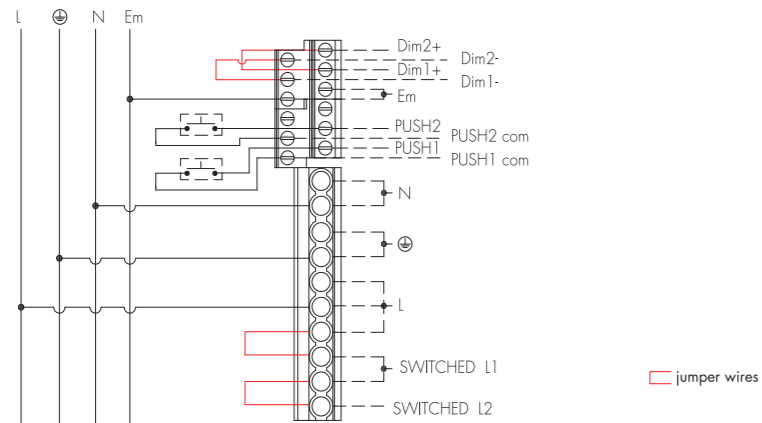 L N Em
Dim2+
Dim2-
Dim1+
Dim1-
Em
PUSH2
PUSH2 com
PUSH1
PUSH1 com
N
L
SWITCHED L1
SWITCHED L2
jumper wires